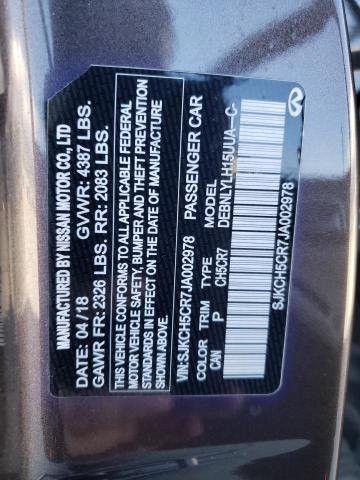 MANUFACTURED BY NISSAN MOTOR CO., LTD
DATE: 04 / 18 GVWR: 4387 LBS.
GAWR FR: 2326 LBS. RR: 2083 LBS.
THIS VEHICLE CONFORMS TO ALL APPLICABLE FEDERAL
MOTOR VEHICLE SAFETY, BUMPER AND THEFT PREVENTION
STANDARDS IN EFFECT ON THE DATE OF MANUFACTURE
SHOWN ABOVE.
VIN:SJKCH5CR7JA002978 PASSENGER CAR
COLOR TRIM TYPE MODEL
CAN P CH5CR7 DEBNLYLH15UUA--C-
SJKCH5CR7JA002978